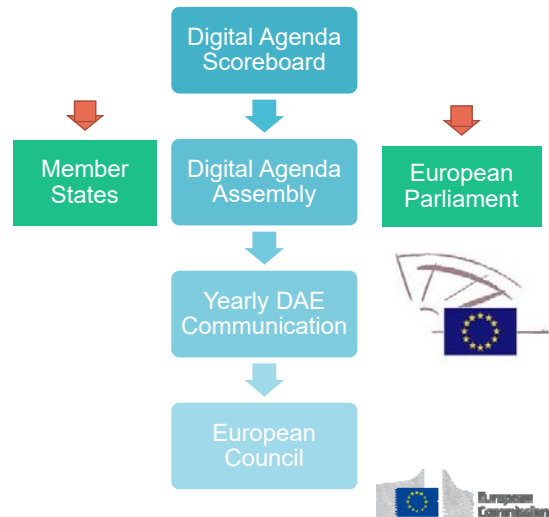 Digital Agenda
Scoreboard
Member
States
Digital Agenda
Assembly
European
Parliament
Yearly DAE
Communication
European
Council
European
Commission